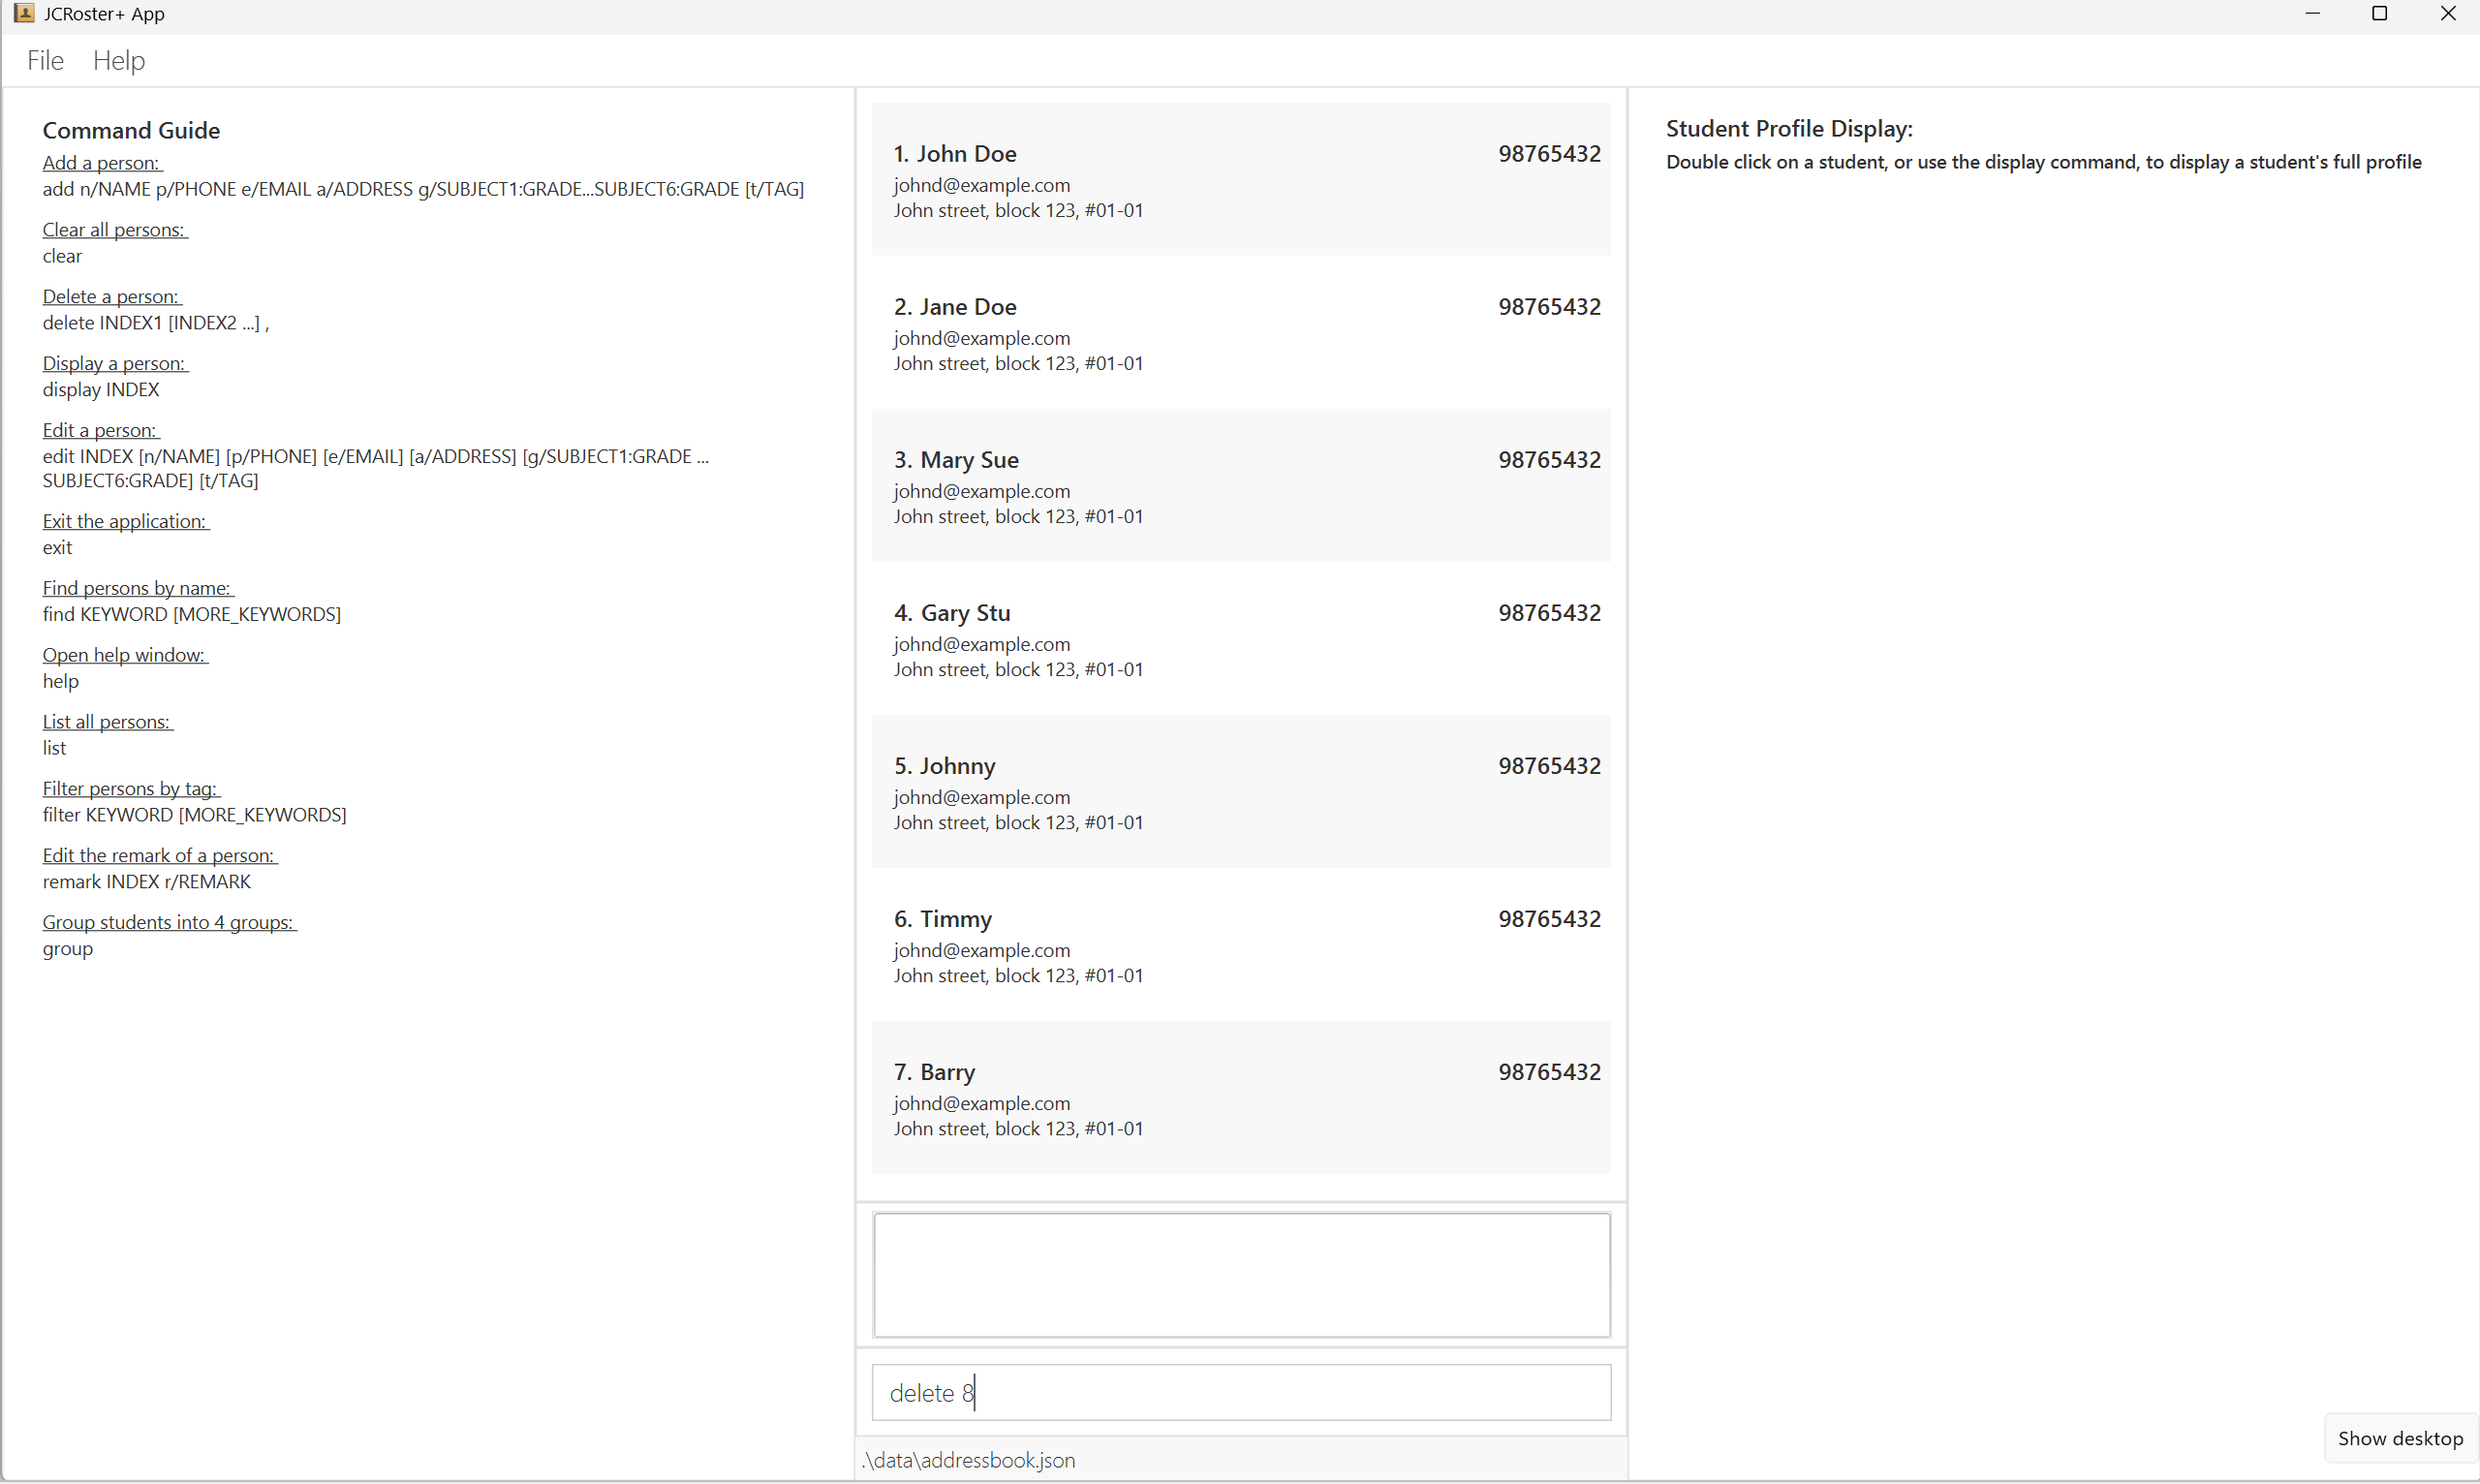 JCRoster+ App
File Help
Command Guide
Add a person:
add n/NAME p/PHONE e/EMAIL a/ADDRESS g/SUBJECT1:GRADE...SUBJECT6:GRADE [t/TAG]
Clear all persons:
clear
Delete a person:
delete INDEX1 [INDEX2 ...] ,
Display a person:
display INDEX
Edit a person:
edit INDEX [n/NAME] [p/PHONE] [e/EMAIL] [a/ADDRESS] [g/SUBJECT1:GRADE ...
SUBJECT6:GRADE] [t/TAG]
Exit the application:
exit
Find persons by name:
find KEYWORD [MORE_KEYWORDS]
Open help window:
help
List all persons:
list
Filter persons by tag:
filter KEYWORD [MORE_KEYWORDS]
Edit the remark of a person:
remark INDEX r/REMARK
Group students into 4 groups:
group
1. John Doe 98765432
johnd@example.com
John street, block 123, #01-01
2. Jane Doe 98765432
johnd@example.com
John street, block 123, #01-01
3. Mary Sue 98765432
johnd@example.com
John street, block 123, #01-01
4. Gary Stu 98765432
johnd@example.com
John street, block 123, #01-01
5. Johnny 98765432
johnd@example.com
John street, block 123, #01-01
6. Timmy 98765432
johnd@example.com
John street, block 123, #01-01
7. Barry 98765432
johnd@example.com
John street, block 123, #01-01
delete 8
.\data\addressbook.json
Student Profile Display:
Double click on a student, or use the display command, to display a student's full profile
Show desktop